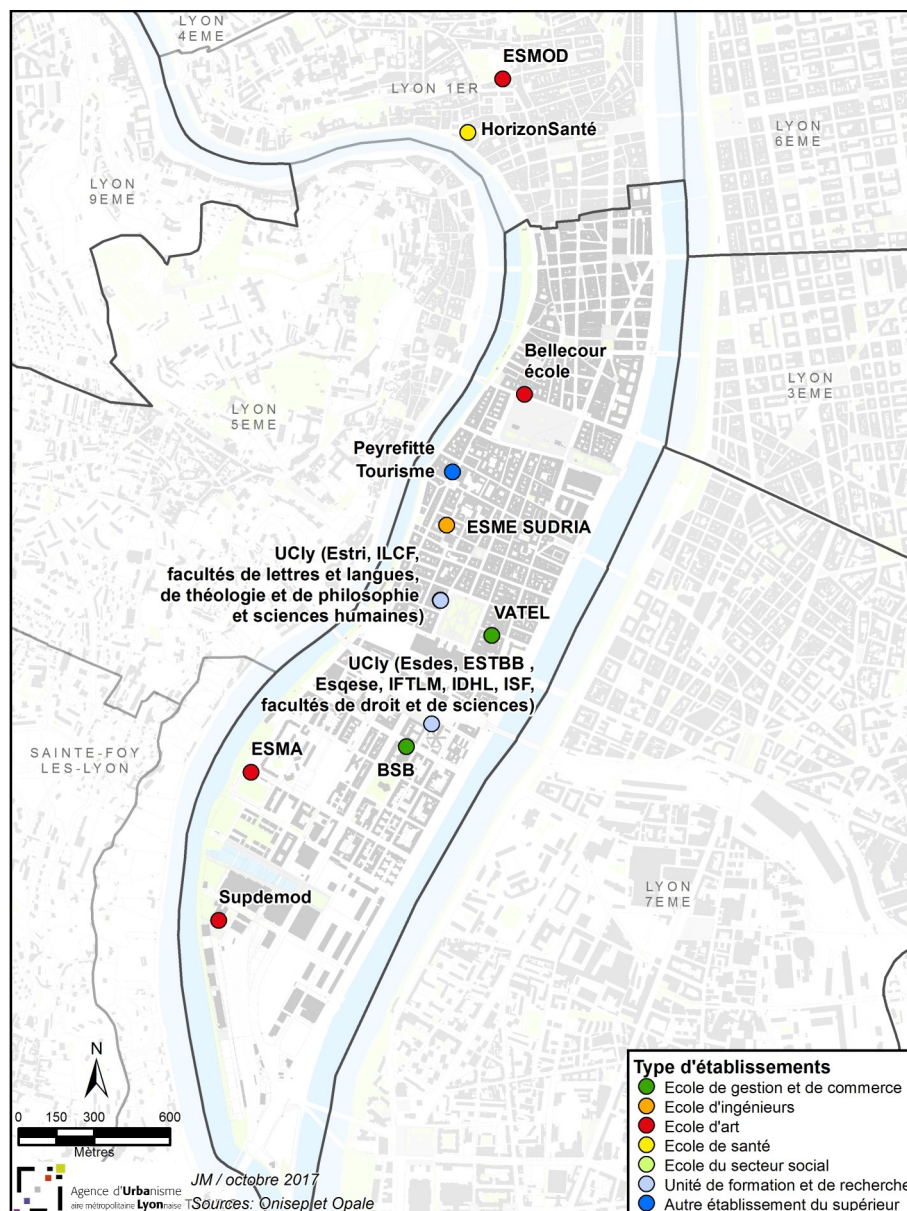 LYON
4EME
ESMOD
LYON 1ER
HorizonSanté
LYON
6EME
LYON
9EME
Bellecour
école
LYON
3EME
LYON
5EME
Peyrefitte
Tourisme
ESME SUDRIA
UCly (Estri, ILCF,
facultés de lettres et langues,
de théologie et de philosophie
et sciences humaines)
VATEL
UCly (Esdes, ESTBB ,
Esqese, IFTLM, IDHL, ISF,
facultés de droit et de sciences)
SAINTE-FOY
LES-LYON
ESMA
BSB
LYON
7EME
Supdemod
N
0 150 300 600
Mètres
Agence d'Urbanisme
aire métropolitaine Lyonnaise
JM / octobre 2017
Sources: Onisep et Opale
Type d'établissements
Ecole de gestion et de commerce
Ecole d'ingénieurs
Ecole d'art
Ecole de santé
Ecole du secteur social
Unité de formation et de recherche
Autre établissement du supérieur